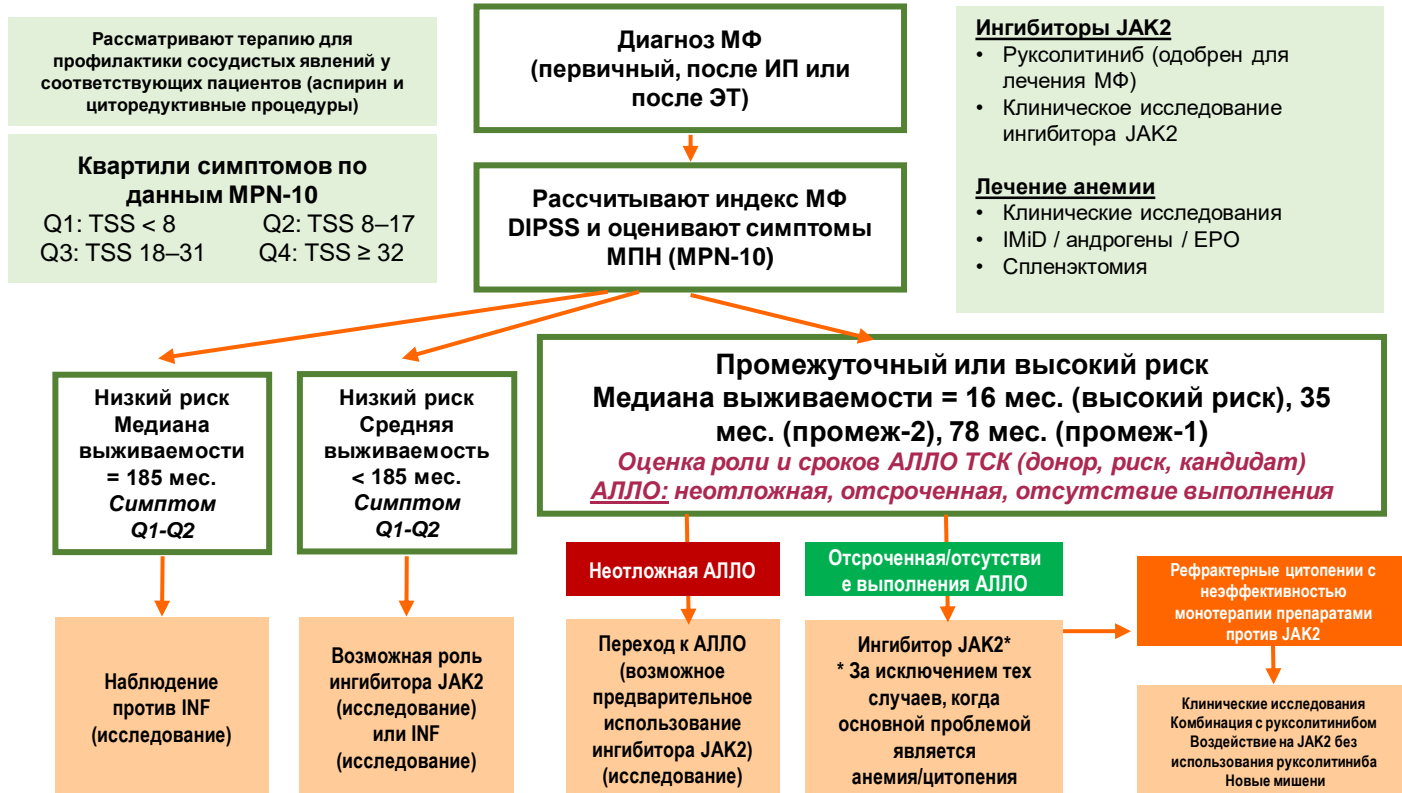 Рассматривают терапию для
профилактики сосудистых явлений у
соответствующих пациентов (аспирин и
циторедуктивные процедуры)
Квартили симптомов по
данным MPN-10
Q1: TSS < 8 Q2: TSS 8–17
Q3: TSS 18–31 Q4: TSS ≥ 32
Диагноз МФ
(первичный, после ИП или
после ЭТ)
Рассчитывают индекс МФ
DIPSS и оценивают симптомы
МПН (MPN-10)
Ингибиторы JAK2
• Руксолитиниб (одобрен для
лечения МФ)
• Клиническое исследование
ингибитора JAK2
Лечение анемии
• Клинические исследования
• IMiD / андрогены / EPO
• Спленэктомия
Низкий риск
Медиана
выживаемости
= 185 мес.
Симптом
Q1-Q2
Низкий риск
Средняя
выживаемость
< 185 мес.
Симптом
Q1-Q2
Промежуточный или высокий риск
Медиана выживаемости = 16 мес. (высокий риск), 35
мес. (промеж-2), 78 мес. (промеж-1)
Оценка роли и сроков АЛЛО ТСК (донор, риск, кандидат)
АЛЛО: неотложная, отсроченная, отсутствие выполнения
Неотложная АЛЛО
Отсроченная/отсутстви
е выполнения АЛЛО
Рефрактерные цитопении с
неэффективностью
монотерапии препаратами
против JAK2
Наблюдение
против INF
(исследование)
Возможная роль
ингибитора JAK2
(исследование)
или INF
(исследование)
Переход к АЛЛО
(возможное
предварительное
использование
ингибитора JAK2)
(исследование)
Ингибитор JAK2*
* За исключением тех
случаев, когда
основной проблемой
является
анемия/цитопения
Клинические исследования
Комбинация с руксолитинибом
Воздействие на JAK2 без
использования руксолитиниба
Новые мишени